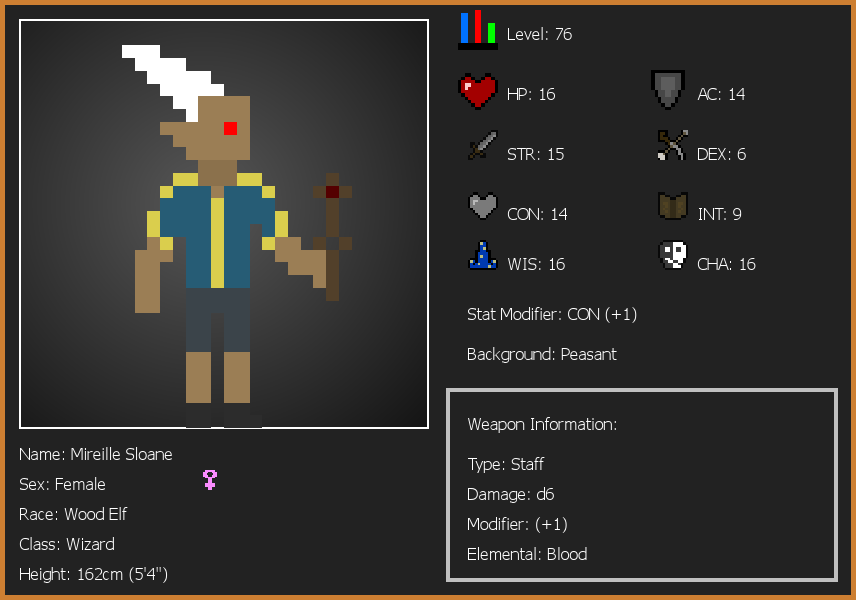 Level: 76
HP: 16
AC: 14
STR: 15
DEX: 6
CON: 14
INT: 9
WIS: 16
CHA: 16
Stat Modifier: CON (+1)
Background: Peasant
Weapon Information:
Type: Staff
Damage: d6
Modifier: (+1)
Elemental: Blood
Name: Mireille Sloane
Sex: Female
Race: Wood Elf
Class: Wizard
Height: 162cm (5'4")